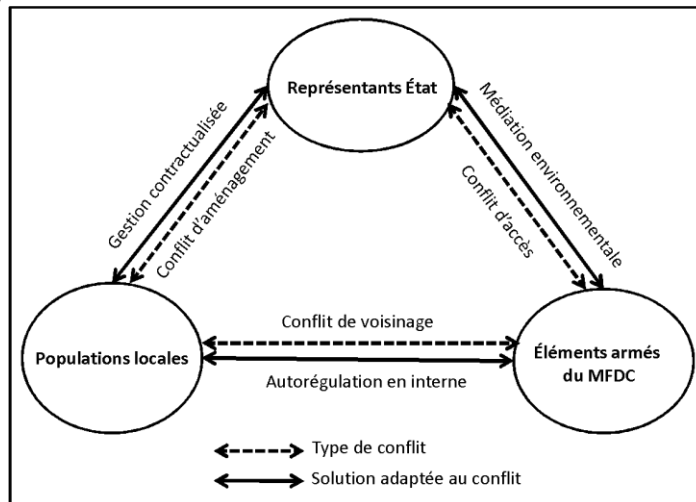 Représentants État
Gestion contractualisée
Conflit d'aménagement
Médiation environnementale
Conflit d'accès
Populations locales
Conflit de voisinage
Autorégulation en interne
Éléments armés
du MFDC
Type de conflit
Solution adaptée au conflit